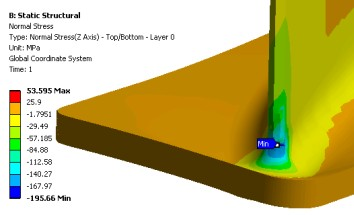 B: Static Structural
Normal Stress
Type: Normal Stress(Z Axis) - Top/Bottom - Layer 0
Unit: MPa
Global Coordinate System
Time: 1
53.595 Max
25.9
-1.7951
-29.49
-57.185
-84.88
-112.58
-140.27
-167.97
-195.66 Min
Min